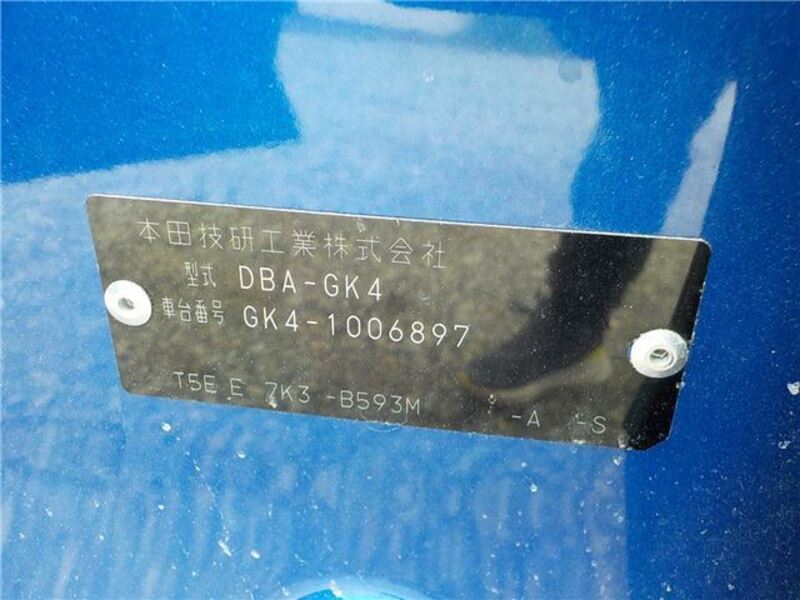 本田技研工業株式会社
型式 DBA-GK4
車台番号 GK4-1006897
T5E E 7K3 -B593M -A -S